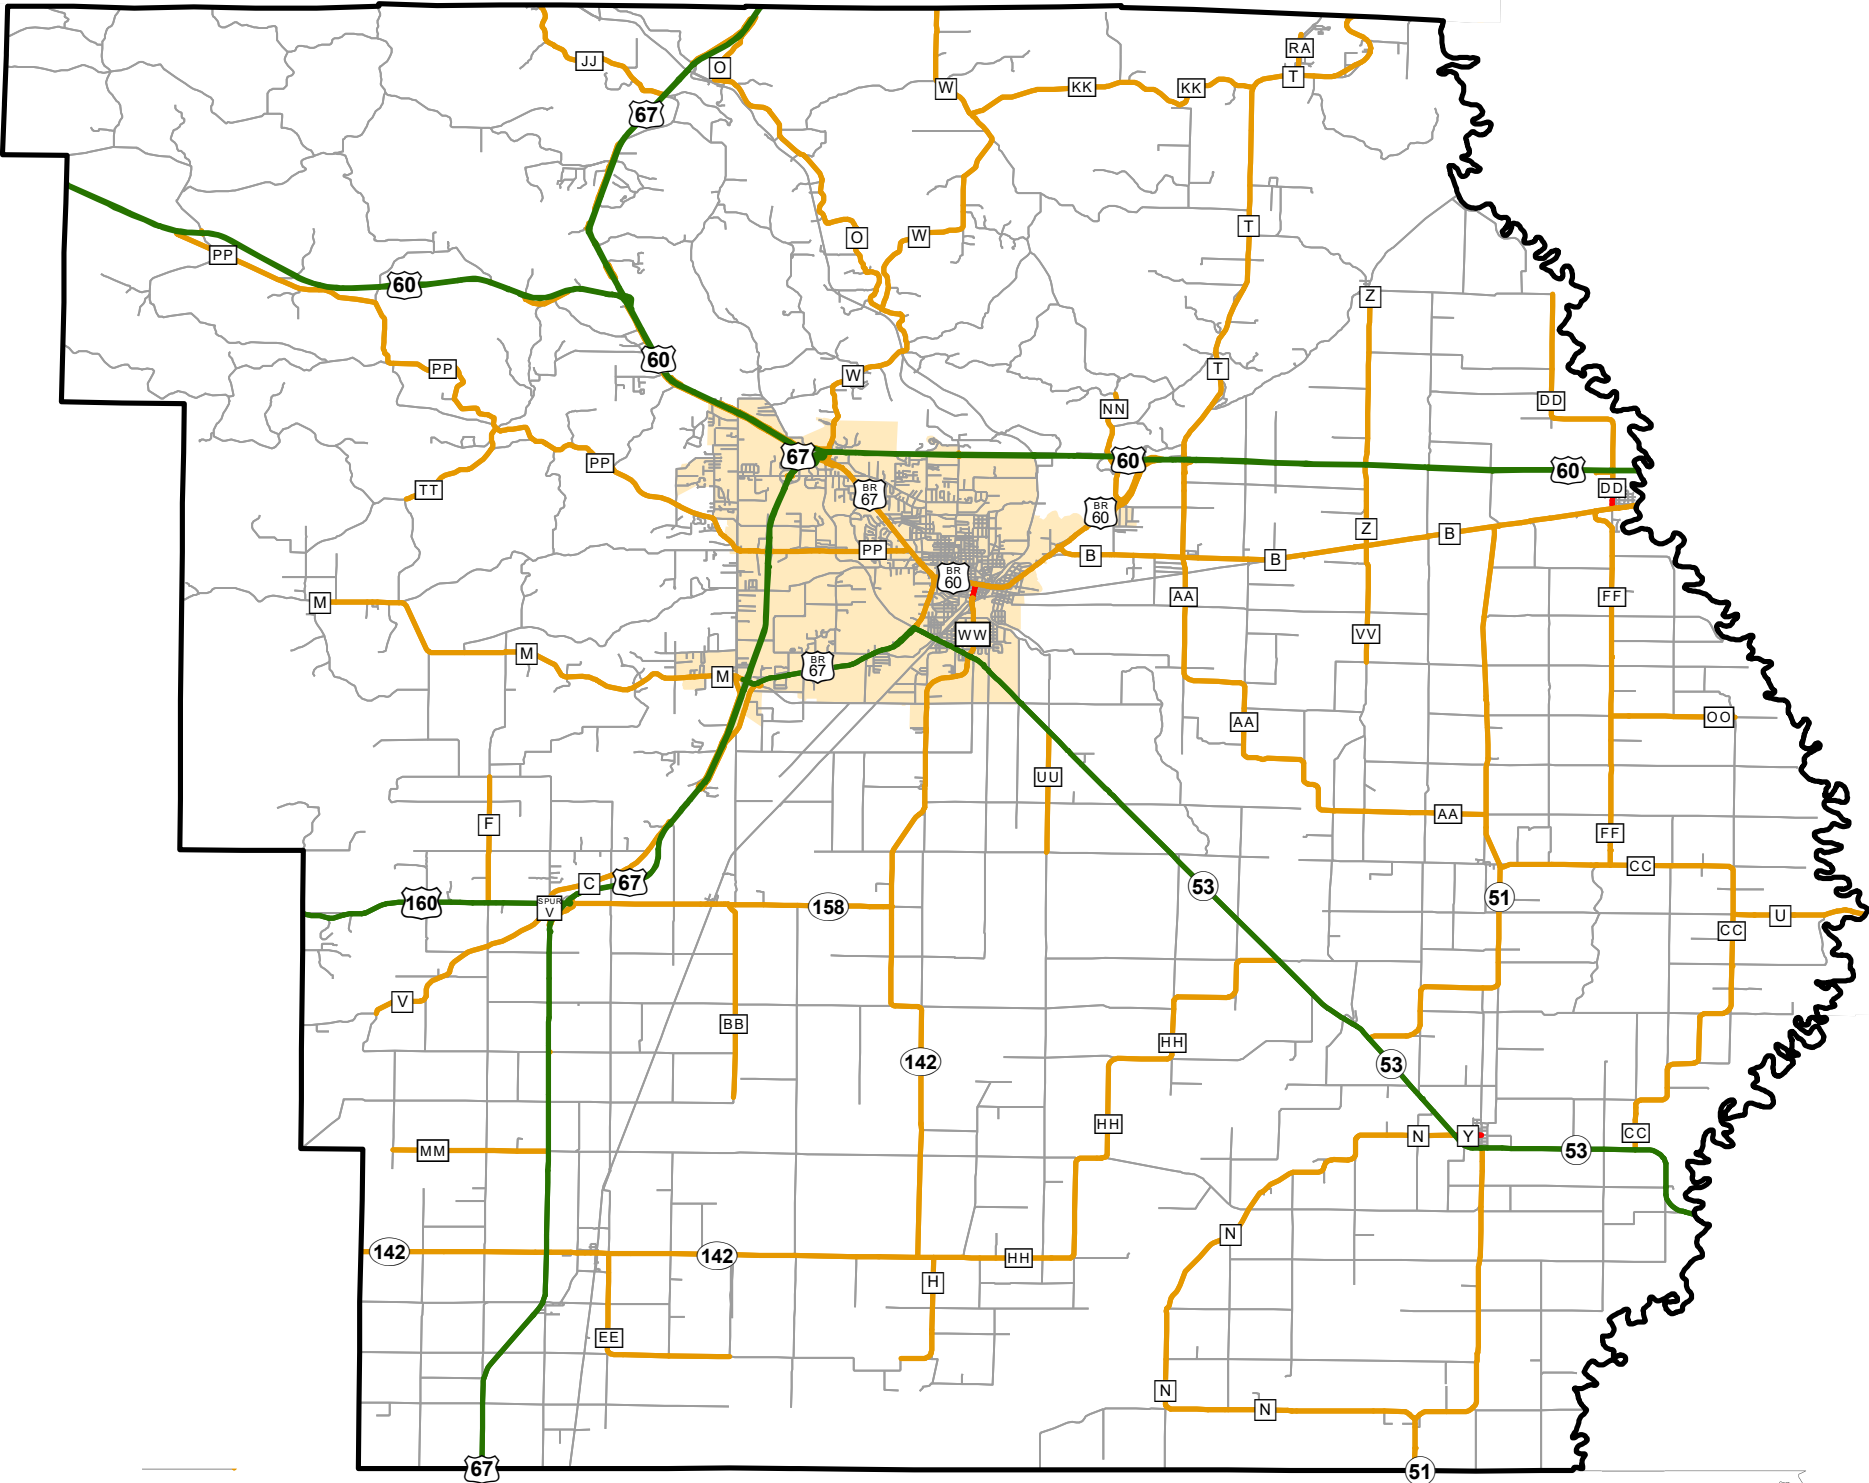 RA
JJ
O
T
W
KK
KK
67
T
O
W
PP
60
Z
60
PP
T
W
DD
NN
67
60
PP
60
TT
DD
BR
67
BR
60
Z
B
PP
B
B
BR
60
AA
FF
M
WW
VV
M
BR
67
M
OO
AA
UU
AA
F
FF
CC
C
67
53
51
160
SPUR
V
158
U
CC
V
BB
HH
142
53
HH
CC
N
Y
MM
53
N
142
142
HH
H
EE
N
N
67
51